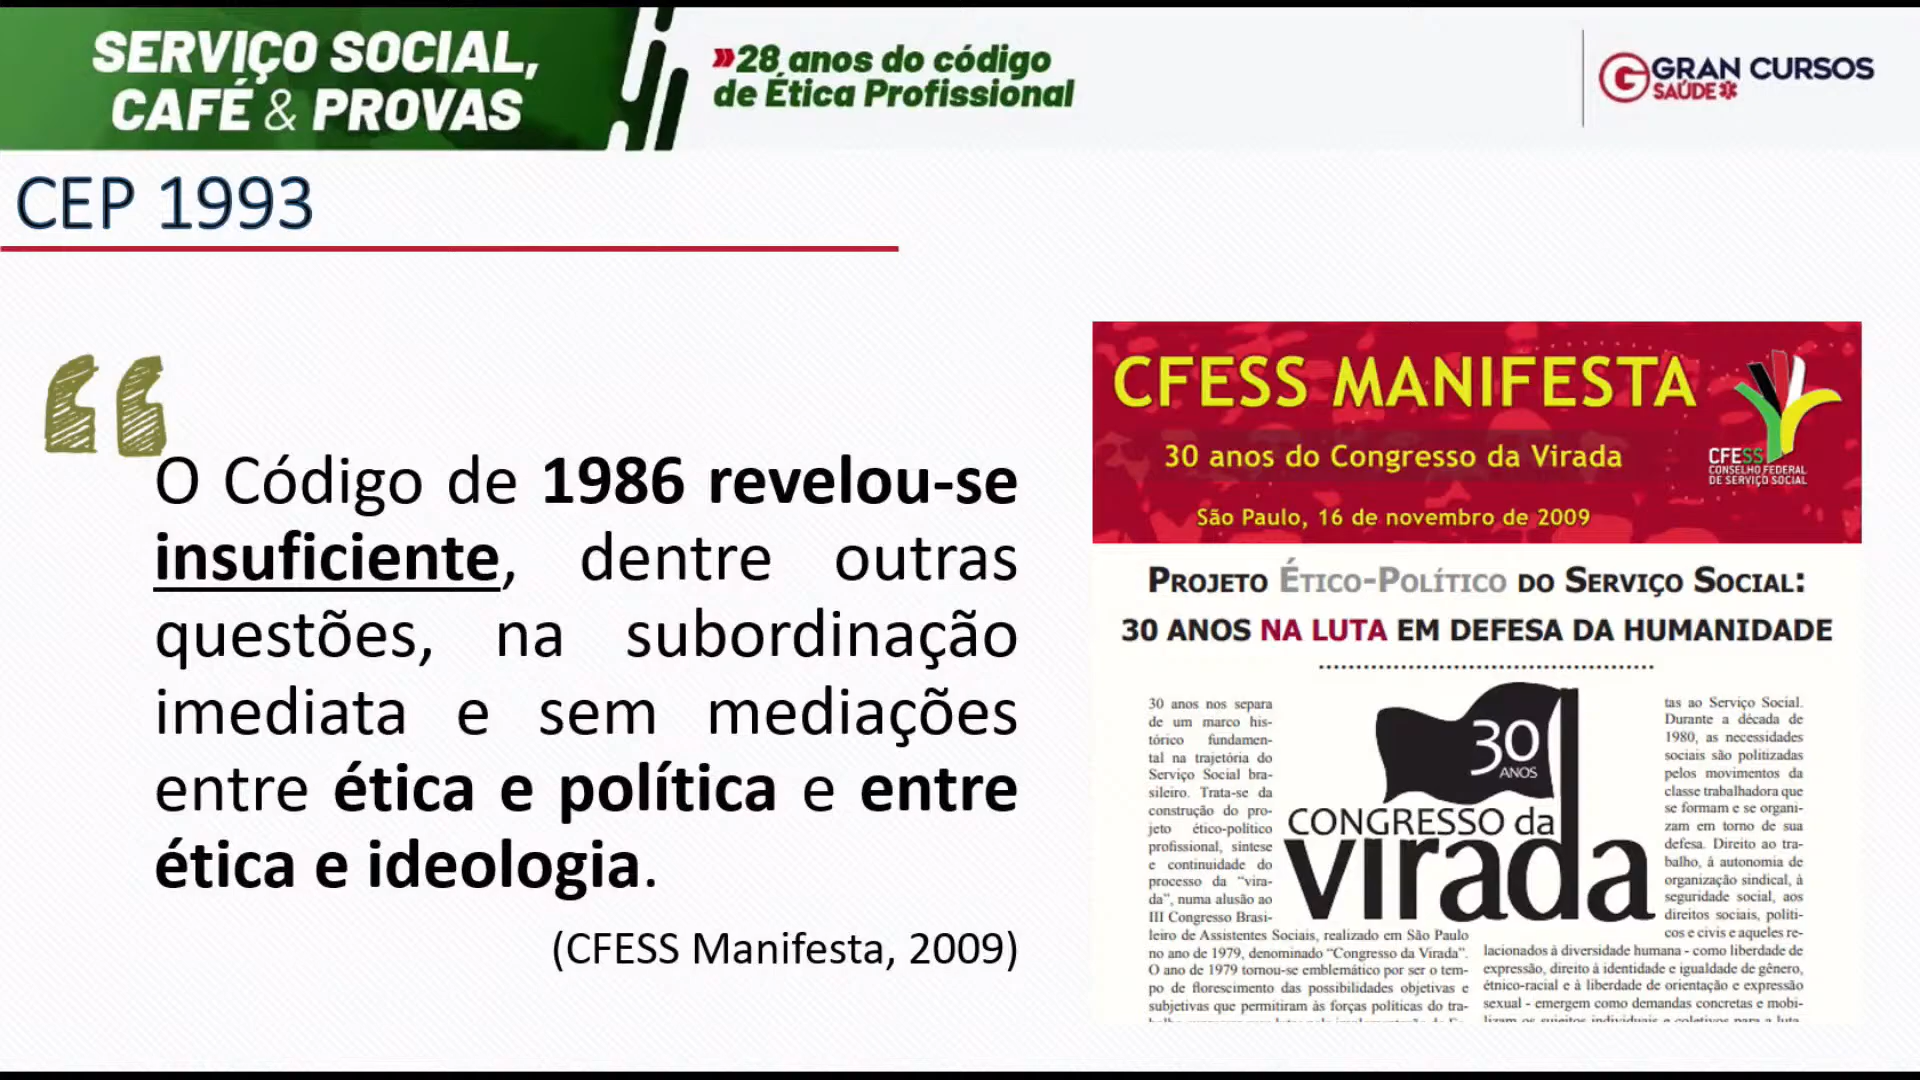 SERVIÇO SOCIAL,
CAFÉ & PROVAS
»28 anos do código
de Ética Profissional
GRAN CURSOS
SAÚDE
CEP 1993
O Código de 1986 revelou-se
insuficiente, dentre outras
questões, na subordinação
imediata e sem mediações
entre ética e política e entre
ética e ideologia.
(CFESS Manifesta, 2009)
CFESS MANIFESTA
30 anos do Congresso da Virada
São Paulo, 16 de novembro de 2009
CFESS
CONSELHO FEDERAL
DE SERVIÇO SOCIAL
PROJETO ÉTICO-POLÍTICO DO SERVIÇO SOCIAL:
30 ANOS NA LUTA EM DEFESA DA HUMANIDADE
30 anos nos separa
de um marco his-
tórico fundamen-
tal na trajetória do
Serviço Social bra-
sileiro. Trata-se da
construção do pro-
jeto ético-político
profissional, síntese
e continuidade do
processo da “vira-
da”, numa alusão ao
III Congresso Brasi-
leiro de Assistentes Sociais, realizado em São Paulo
no ano de 1979, denominado “Congresso da Virada”.
O ano de 1979 tornou-se emblemático por ser o tem-
po de florescimento das possibilidades objetivas e
subjetivas que permitiram às forças políticas do tra-
30
ANOS
CONGRESSO da
virada
tas ao Serviço Social.
Durante a década de
1980, as necessidades
sociais são politizadas
pelos movimentos da
classe trabalhadora que
se formam e se organi-
zam em torno de sua
defesa. Direito ao tra-
balho, à autonomia de
organização sindical, à
seguridade social, aos
direitos sociais, políti-
cos e civis e aqueles re-
lacionados à diversidade humana - como liberdade de
expressão, direito à identidade e igualdade de gênero,
étnico-racial e à liberdade de orientação e expressão
sexual - emergem como demandas concretas e mobi-
lizam os sujeitos individuais e coletivos para a luta.